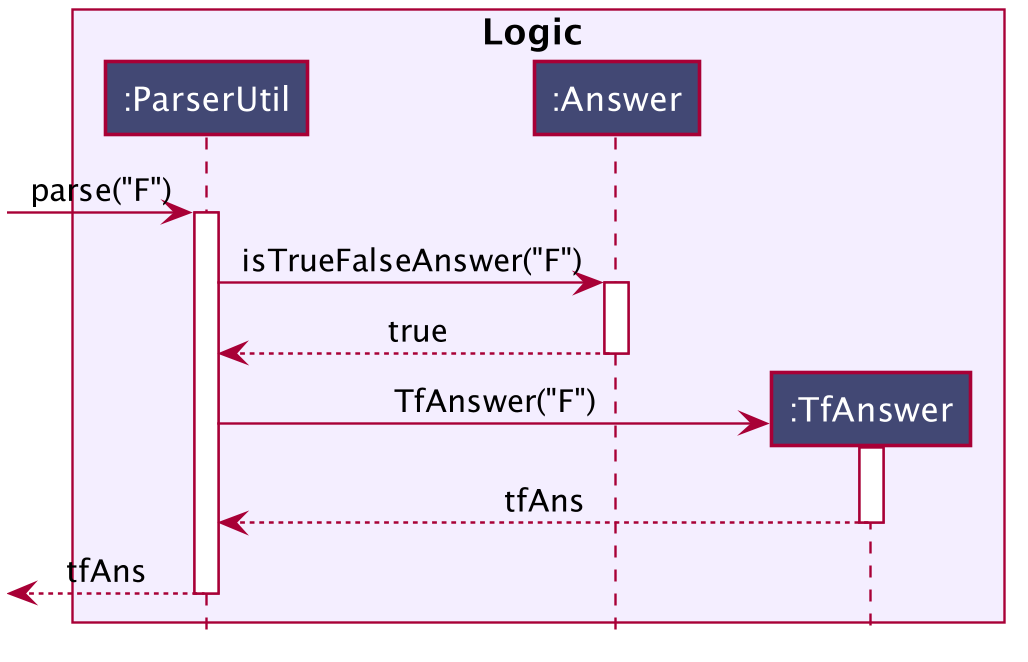 Logic
:ParserUtil
:Answer
parse("F")
isTrueFalseAnswer("F")
true
TfAnswer("F")
:TfAnswer
tfAns
tfAns